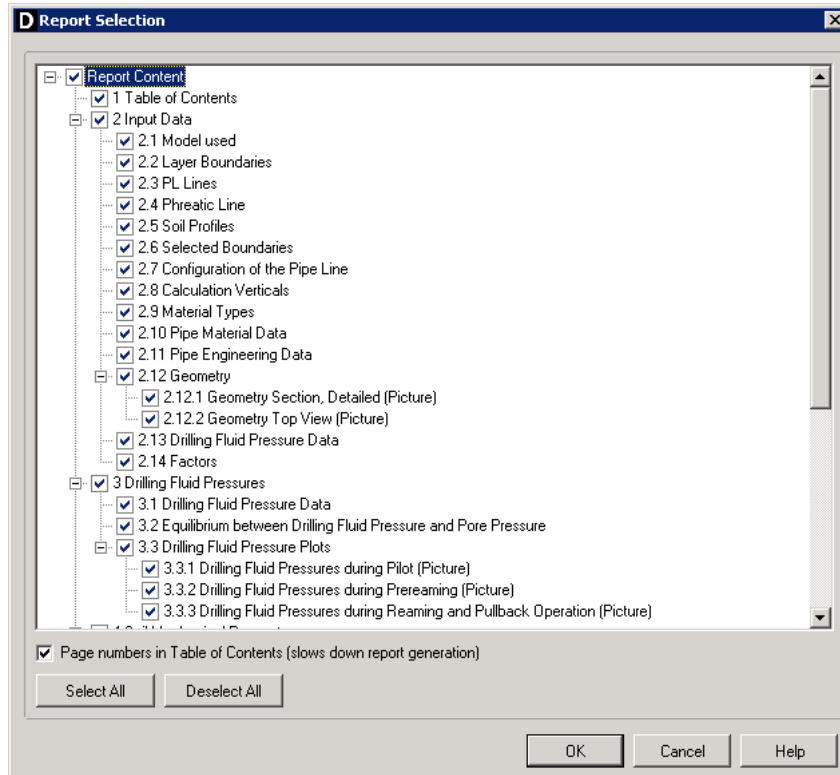 D Report Selection
Report Content
1 Table of Contents
2 Input Data
2.1 Model used
2.2 Layer Boundaries
2.3 PL Lines
2.4 Phreatic Line
2.5 Soil Profiles
2.6 Selected Boundaries
2.7 Configuration of the Pipe Line
2.8 Calculation Verticals
2.9 Material Types
2.10 Pipe Material Data
2.11 Pipe Engineering Data
2.12 Geometry
2.12.1 Geometry Section, Detailed (Picture)
2.12.2 Geometry Top View (Picture)
2.13 Drilling Fluid Pressure Data
2.14 Factors
3 Drilling Fluid Pressures
3.1 Drilling Fluid Pressure Data
3.2 Equilibrium between Drilling Fluid Pressure and Pore Pressure
3.3 Drilling Fluid Pressure Plots
3.3.1 Drilling Fluid Pressures during Pilot (Picture)
3.3.2 Drilling Fluid Pressures during Prereaming (Picture)
3.3.3 Drilling Fluid Pressures during Reaming and Pullback Operation (Picture)
Page numbers in Table of Contents (slows down report generation)
Select All Deselect All
OK Cancel Help